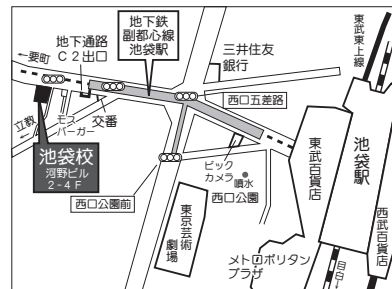 東武東上線
地下鉄
副都心線
池袋駅
地下通路
C2出口
←要町
三井住友
銀行
西口五差路
←立教
モス
バーガー
交番
池袋校
河野ビル
2-4F
ビック
カメラ
噴水
西口公園
西口公園前
東京芸術
劇場
東武百貨店
池袋駅
西武百貨店
メトロポリタン
プラザ
目白→